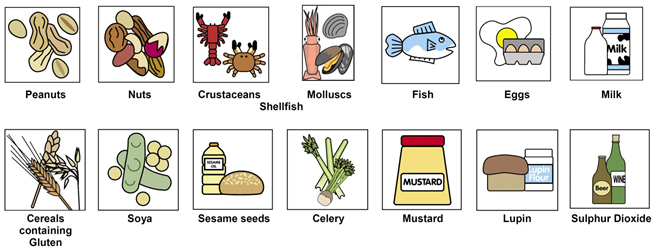 Milk
Peanuts
Nuts
Crustaceans
Molluscs
Fish
Eggs
Milk
Shellfish
SESAME
OIL
MUSTARD
Lupin
Flour
Beer
WINE
Cereals
containing
Gluten
Soya
Sesame seeds
Celery
Mustard
Lupin
Sulphur Dioxide